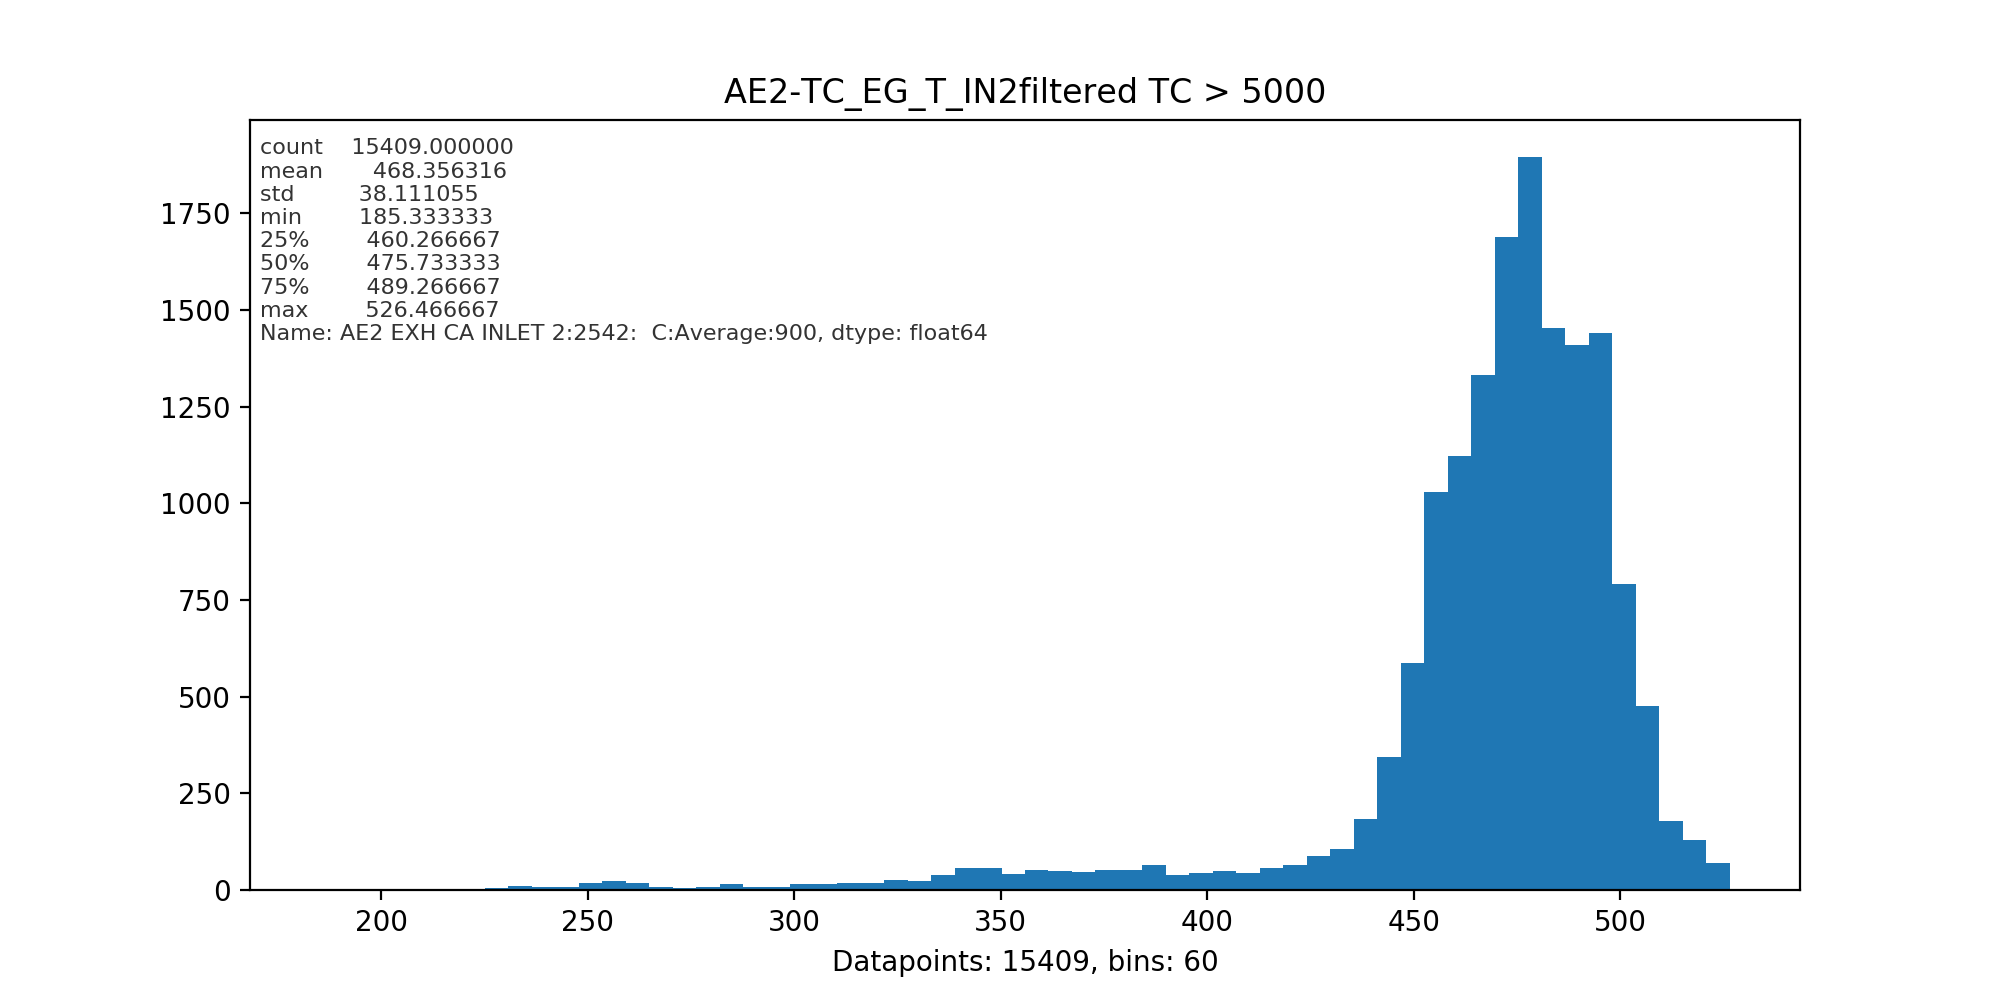 AE2-TC_EG_T_IN2filtered TC > 5000
count 15409.000000
mean 468.356316
std 38.111055
min 185.333333
25% 460.266667
50% 475.733333
75% 489.266667
max 526.466667
Name: AE2 EXH CA INLET 2:2542:  C:Average:900, dtype: float64
1750
1500
1250
1000
750
500
250
0
200 250 300 350 400 450 500
Datapoints: 15409, bins: 60